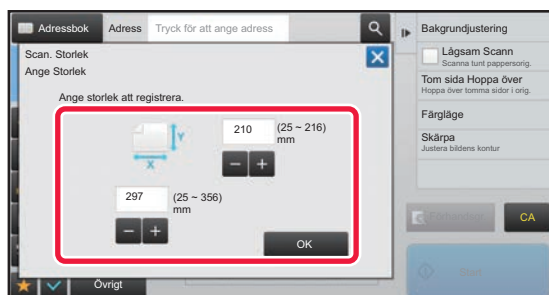 Adressbok
Adress
Tryck för att ange adress
Scan. Storlek
Ange Storlek
Ange storlek att registrera.
Y
X
210
(25 ~ 216)
mm
297
(25 ~ 356)
mm
OK
Övrigt
Bakgrundjustering
Lågsam Scann
Scanna tunt pappersorig.
Tom sida Hoppa över
Hoppa över tomma sidor i orig.
Färgläge
Skärpa
Justera bildens kontur
CA
Start